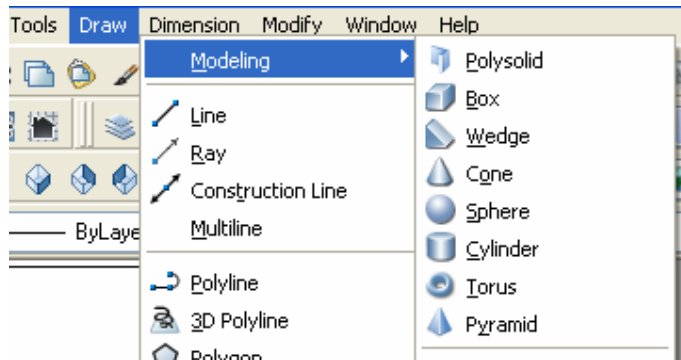 Tools Draw Dimension Modify Window Help
Modeling
Line
Ray
Construction Line
Multiline
Polyline
3D Polyline
Polygon
Polysolid
Box
Wedge
Cone
Sphere
Cylinder
Torus
Pyramid
ByLaye